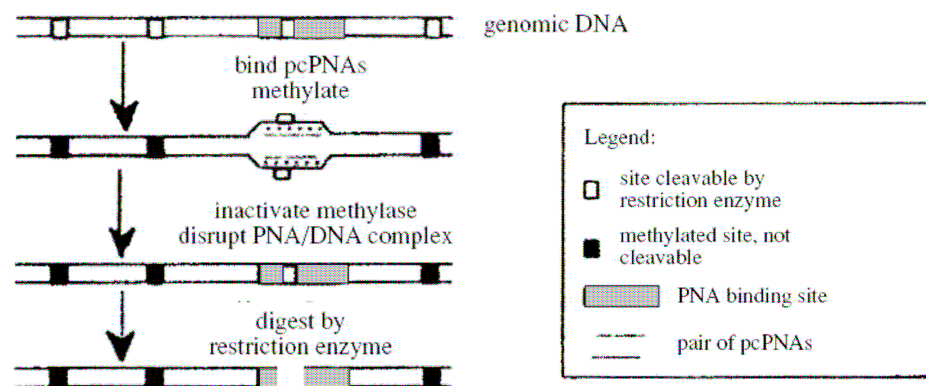 genomic DNA
bind pcPNAs
methylate
inactivate methylase
disrupt PNA/DNA complex
digest by
restriction enzyme
Legend:
site cleavable by
restriction enzyme
methylated site, not
cleavable
PNA binding site
pair of pcPNAs